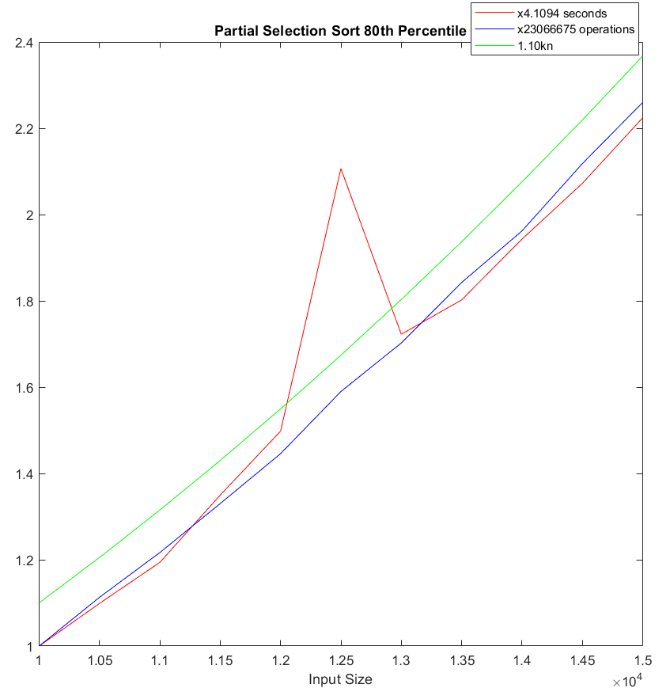 Partial Selection Sort 80th Percentile
x4.1094 seconds
x23066675 operations
1.10kn
2.4
2.2
2
1.8
1.6
1.4
1.2
1
1 1.05 1.1 1.15 1.2 1.25 1.3 1.35 1.4 1.45 1.5
Input Size
×10⁴